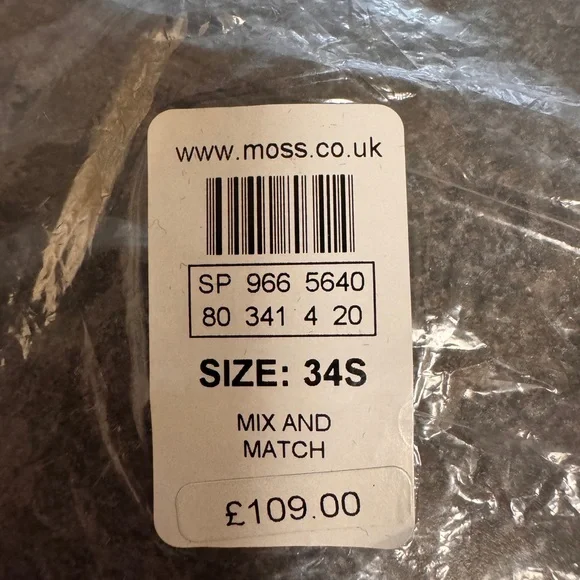 www.moss.co.uk
SP 966 5640
80 341 4 20
SIZE: 34S
MIX AND
MATCH
£109.00